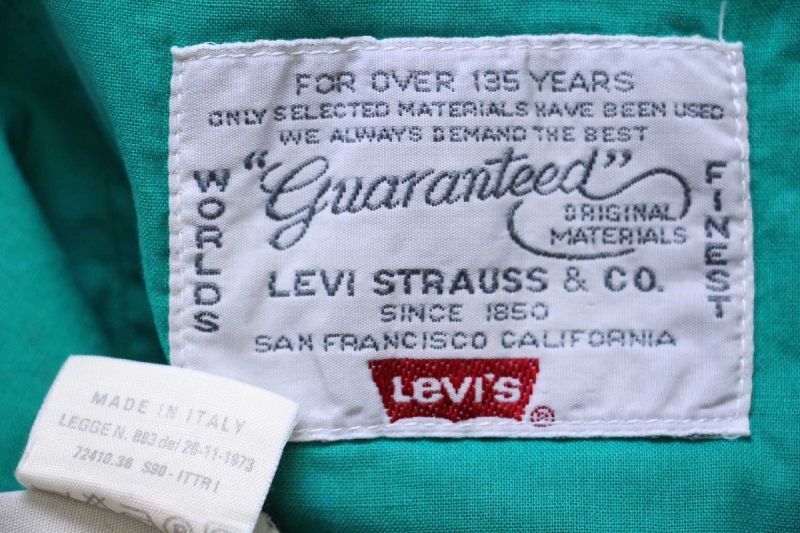 FOR OVER 135 YEARS
ONLY SELECTED MATERIALS HAVE BEEN USED
WE ALWAYS DEMAND THE BEST
WORLDS
"Guaranteed"
ORIGINAL
MATERIALS
FINEST
LEVI STRAUSS & CO.
SINCE 1850
SAN FRANCISCO CALIFORNIA
Levi's
®
MADE IN ITALY
LEGGE N. 883 del 26-11-1973
72410.36 S90-ITTR1